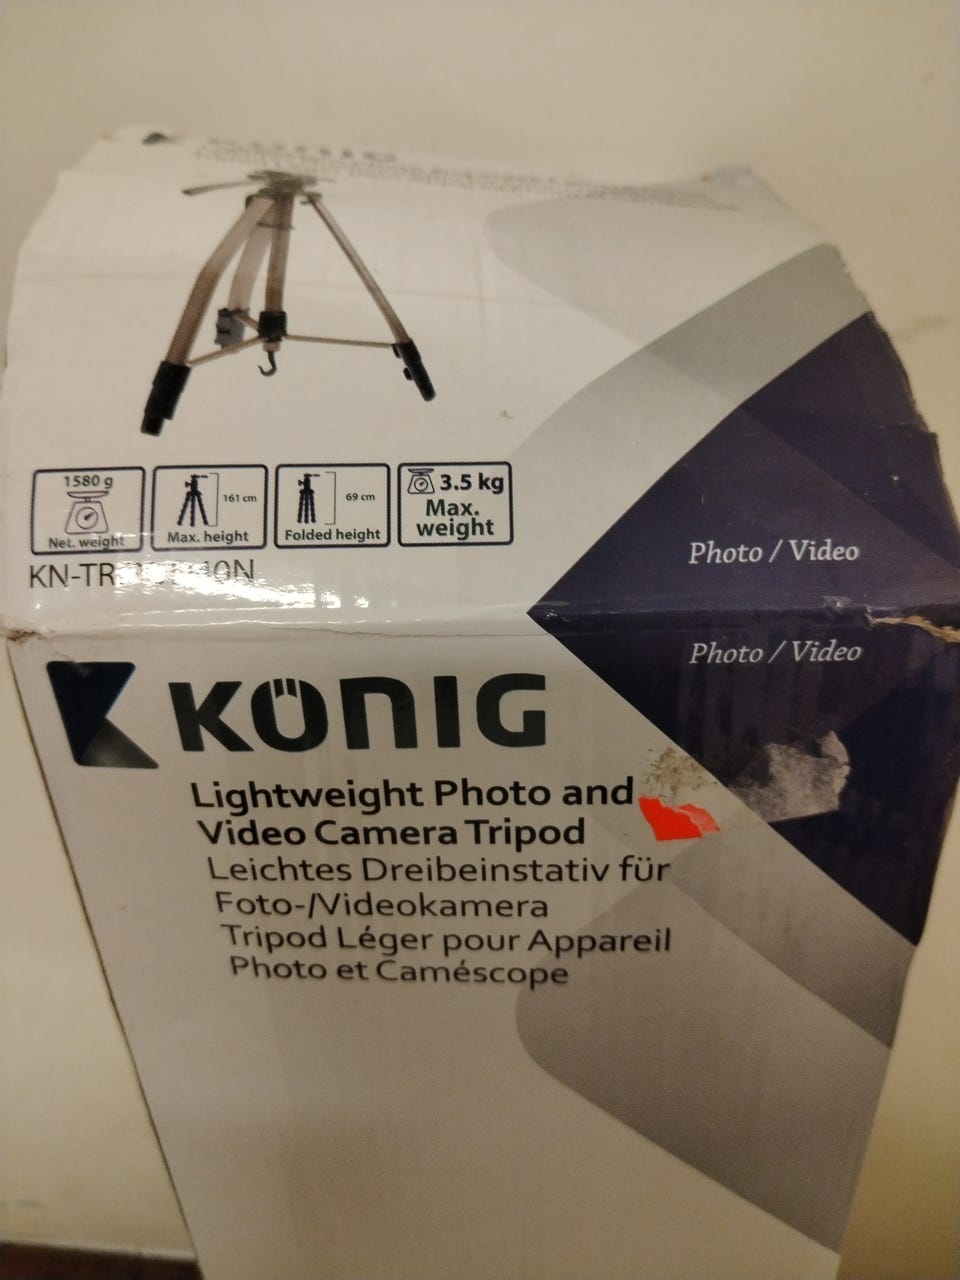 1580 g
Net. weight
161 cm
Max. height
69 cm
Folded height
3.5 kg
Max.
weight
Photo / Video
Photo / Video
KÖNIG
Lightweight Photo and
Video Camera Tripod
Leichtes Dreibeinstativ für
Foto-/Videokamera
Tripod Léger pour Appareil
Photo et Caméscope